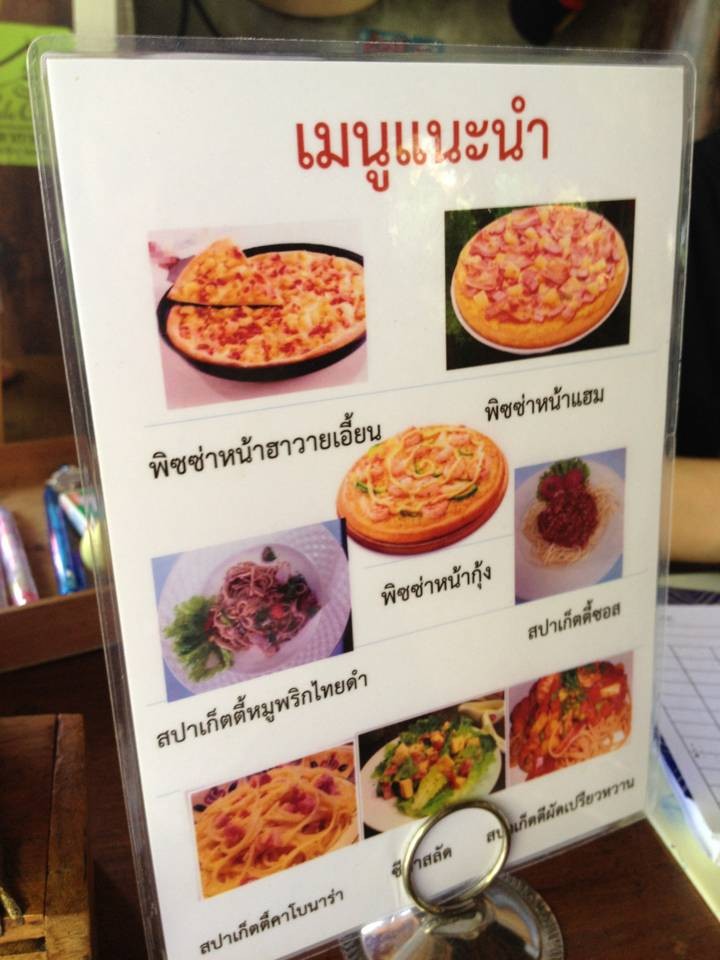 เมนูแนะนำ
พิซซ่าหน้าฮาวายเอี้ยน
พิซซ่าหน้าแฮม
พิซซ่าหน้ากุ้ง
สปาเก็ตตี้ซอส
สปาเก็ตตี้หมูพริกไทยดำ
สปาเก็ตตีผัดเปรียวหวาน
สลัด
สปาเก็ตตี้คาโบนาร่า